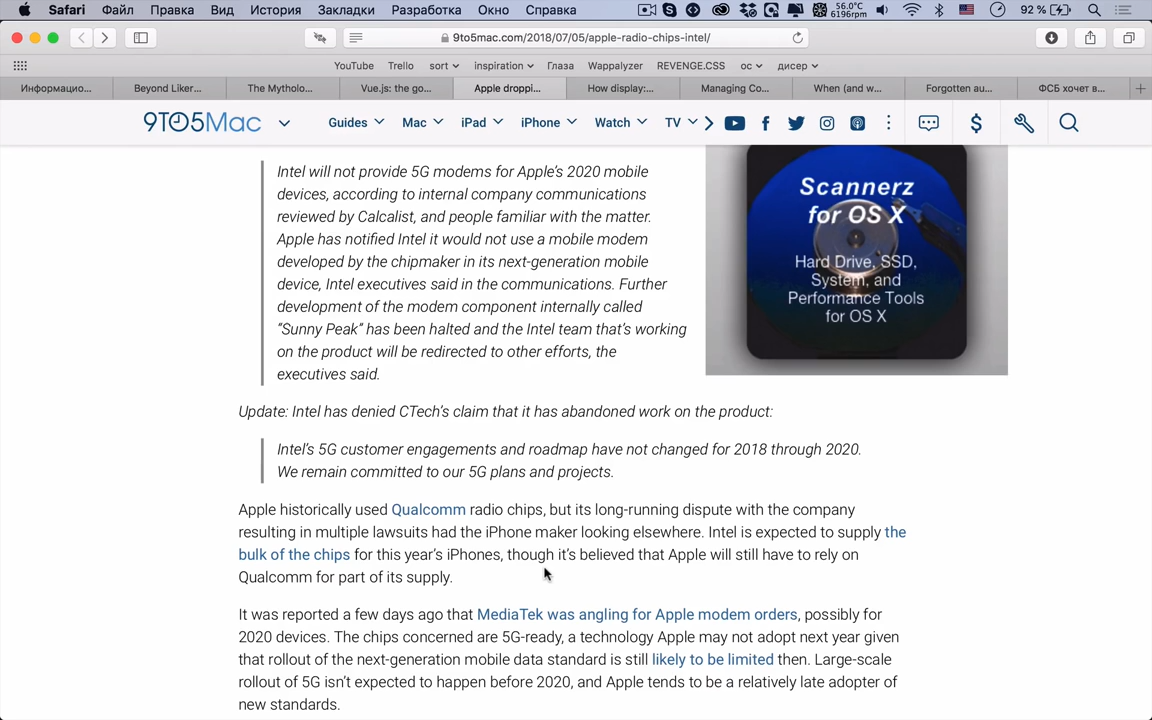 Safari Файл Правка Вид История Закладки Разработка Окно Справка 56.0°C 6196rpm 92 %
9to5mac.com/2018/07/05/apple-radio-chips-intel/
YouTube Trello sort inspiration Глаза Wappalyzer REVENGE.CSS ос дисер
Информацио... Beyond Liker... The Mytholo... Vue.js: the go... Apple droppi... How display:... Managing Co... When (and w... Forgotten au... ФСБ хочет в...
9TO5Mac Guides Mac iPad iPhone Watch TV
Intel will not provide 5G modems for Apple's 2020 mobile
devices, according to internal company communications
reviewed by Calcalist, and people familiar with the matter.
Apple has notified Intel it would not use a mobile modem
developed by the chipmaker in its next-generation mobile
device, Intel executives said in the communications. Further
development of the modem component internally called
"Sunny Peak" has been halted and the Intel team that's working
on the product will be redirected to other efforts, the
executives said.
Scannerz
for OS X
Hard Drive, SSD,
System, and
Performance Tools
for OS X
Update: Intel has denied CTech's claim that it has abandoned work on the product:
Intel's 5G customer engagements and roadmap have not changed for 2018 through 2020.
We remain committed to our 5G plans and projects.
Apple historically used Qualcomm radio chips, but its long-running dispute with the company
resulting in multiple lawsuits had the iPhone maker looking elsewhere. Intel is expected to supply the
bulk of the chips for this year's iPhones, though it's believed that Apple will still have to rely on
Qualcomm for part of its supply.
It was reported a few days ago that MediaTek was angling for Apple modem orders, possibly for
2020 devices. The chips concerned are 5G-ready, a technology Apple may not adopt next year given
that rollout of the next-generation mobile data standard is still likely to be limited then. Large-scale
rollout of 5G isn't expected to happen before 2020, and Apple tends to be a relatively late adopter of
new standards.